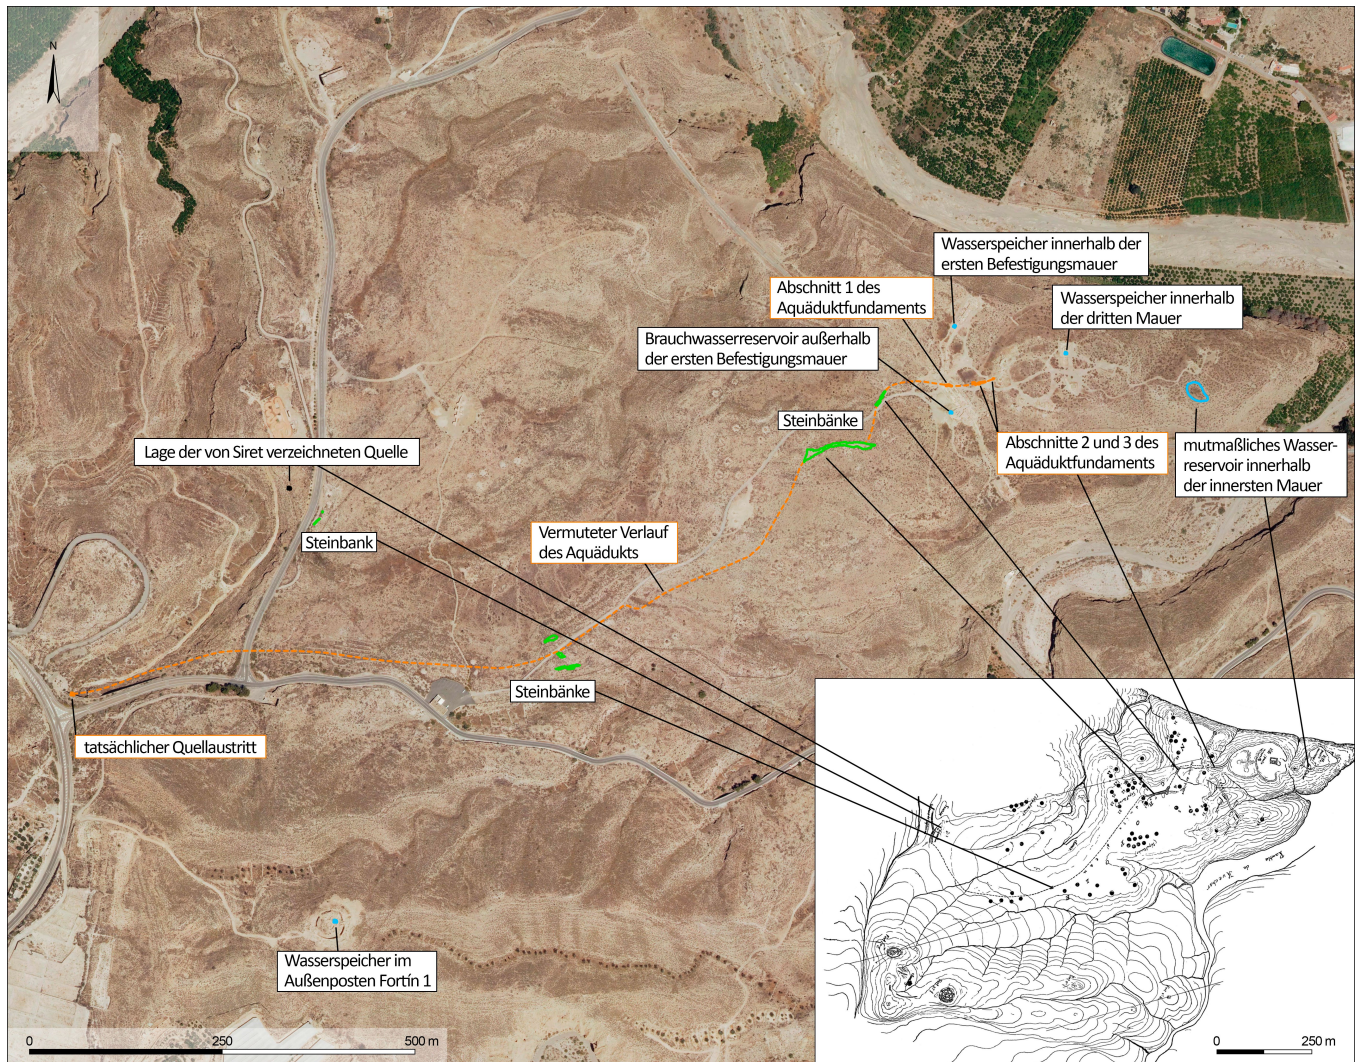 N
Wasserspeicher innerhalb der
ersten Befestigungsmauer
Abschnitt 1 des
Aquäduktfundaments
Wasserspeicher innerhalb
der dritten Mauer
Brauchwasserreservoir außerhalb
der ersten Befestigungsmauer
Steinbänke
Lage der von Siret verzeichneten Quelle
Abschnitte 2 und 3 des
Aquäduktfundaments
mutmaßliches Wasser-
reservoir innerhalb
der innersten Mauer
Steinbank
Vermuteter Verlauf
des Aquädukts
Steinbänke
tatsächlicher Quellaustritt
Wasserspeicher im
Außenposten Fortín 1
0 250 500 m
0 250 m